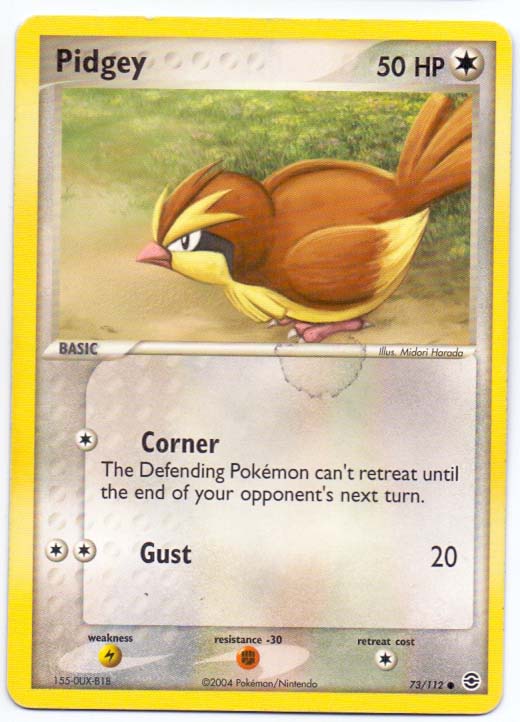 Pidgey 50 HP
BASIC
Illus. Midori Harada
Corner
The Defending Pokémon can't retreat until
the end of your opponent's next turn.
Gust 20
weakness resistance -30 retreat cost
155-0UX-818
©2004 Pokémon/Nintendo
73/112